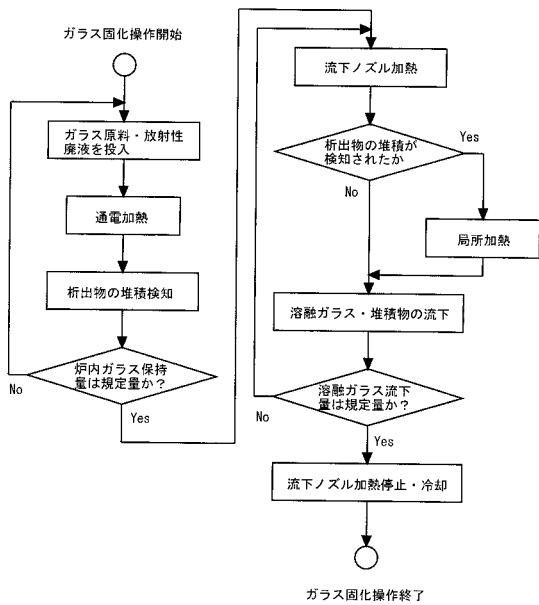 ガラス固化操作開始
ガラス原料・放射性
廃液を投入
通電加熱
析出物の堆積検知
炉内ガラス保持
量は規定量か？
No
Yes
流下ノズル加熱
析出物の堆積が
検知されたか
Yes
No
局所加熱
溶融ガラス・堆積物の流下
溶融ガラス流下
量は規定量か？
No
Yes
流下ノズル加熱停止・冷却
ガラス固化操作終了